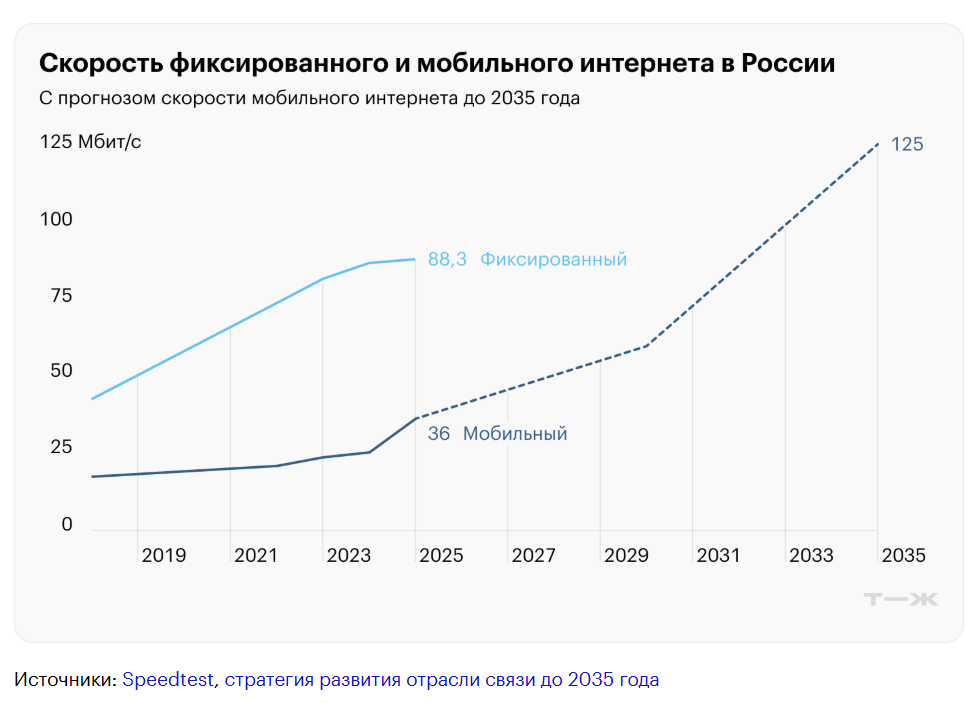 Скорость фиксированного и мобильного интернета в России
С прогнозом скорости мобильного интернета до 2035 года
125 Мбит/с
125
100
88,3 Фиксированный
75
50
36 Мобильный
25
0
2019 2021 2023 2025 2027 2029 2031 2033 2035
Т—Ж
Источники: Speedtest, стратегия развития отрасли связи до 2035 года